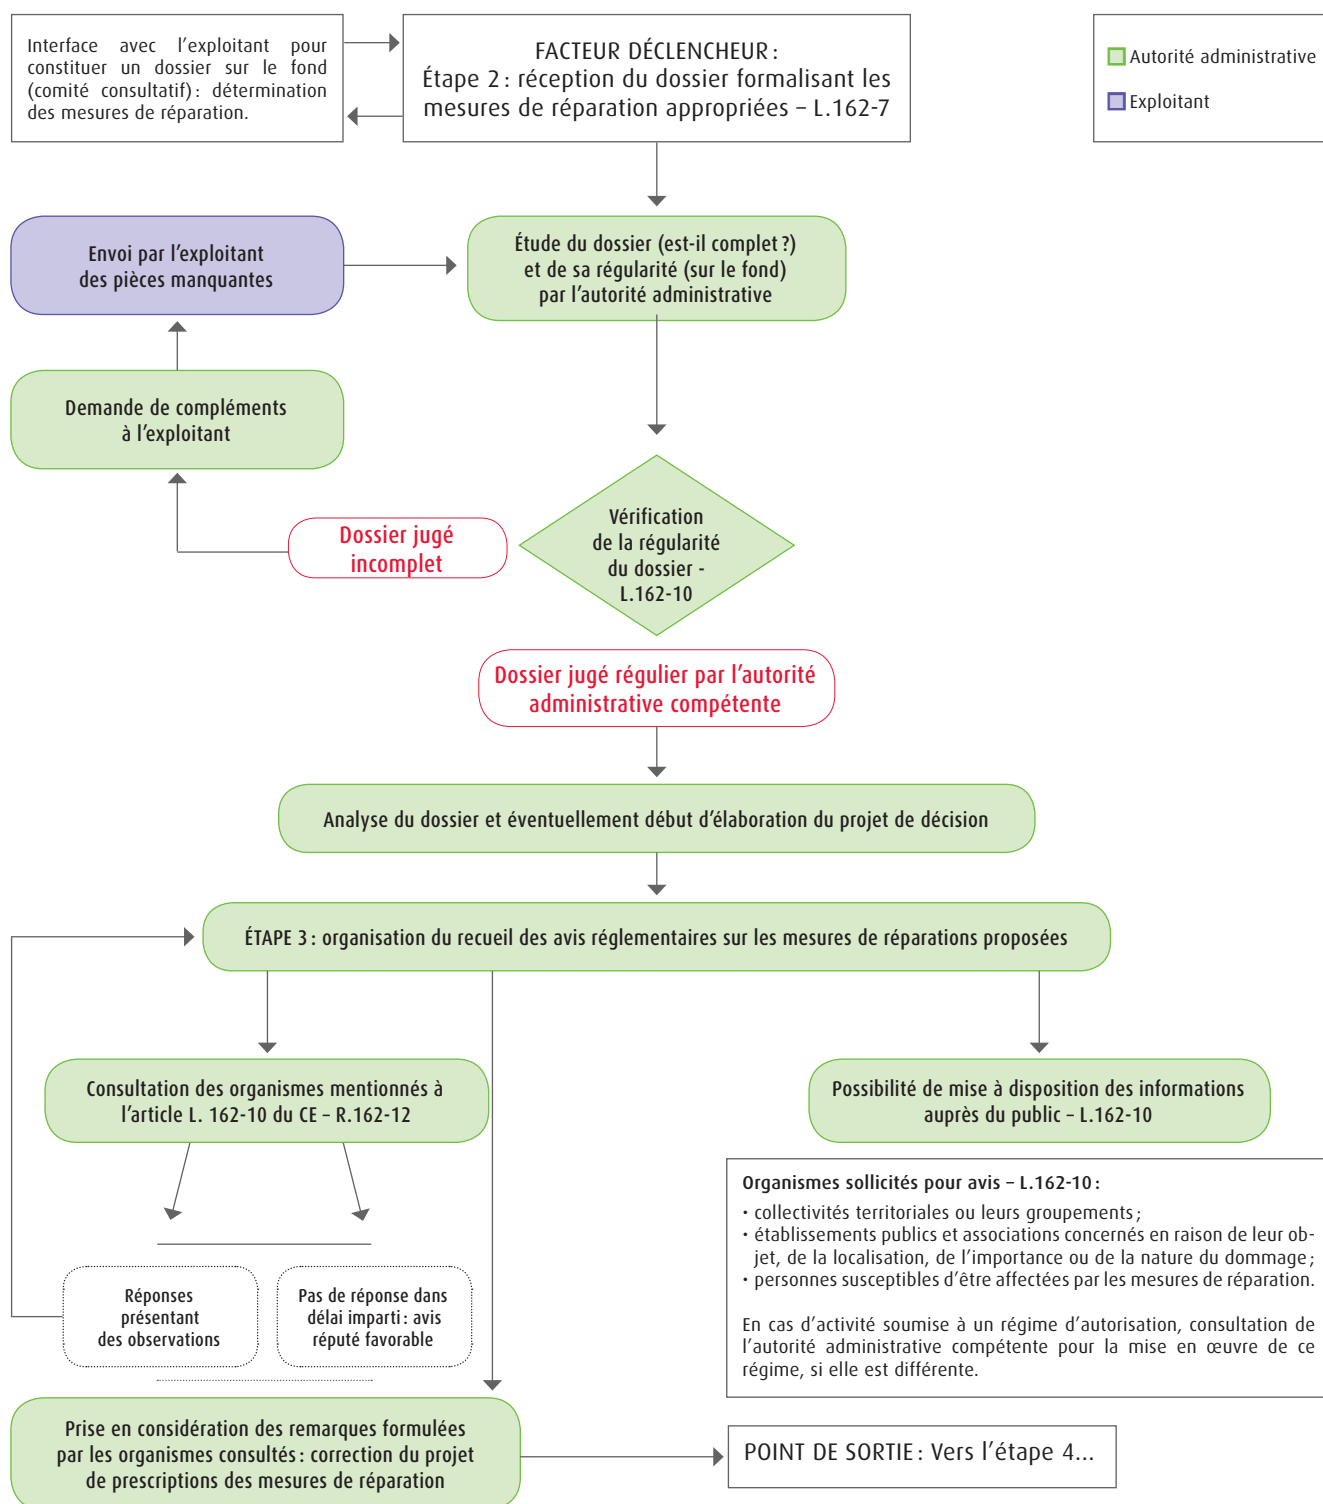 Interface avec l’exploitant pour
constituer un dossier sur le fond
(comité consultatif) : détermination
des mesures de réparation.
FACTEUR DÉCLENCHEUR :
Étape 2 : réception du dossier formalisant les
mesures de réparation appropriées – L.162-7
Autorité administrative
Exploitant
Envoi par l’exploitant
des pièces manquantes
Étude du dossier (est-il complet ?)
et de sa régularité (sur le fond)
par l’autorité administrative
Demande de compléments
à l’exploitant
Dossier jugé
incomplet
Vérification
de la régularité
du dossier -
L.162-10
Dossier jugé régulier par l’autorité
administrative compétente
Analyse du dossier et éventuellement début d’élaboration du projet de décision
ÉTAPE 3 : organisation du recueil des avis réglementaires sur les mesures de réparations proposées
Consultation des organismes mentionnés à
l’article L. 162-10 du CE – R.162-12
Possibilité de mise à disposition des informations
auprès du public – L.162-10
Organismes sollicités pour avis – L.162-10 :
• collectivités territoriales ou leurs groupements ;
• établissements publics et associations concernés en raison de leur ob-
jet, de la localisation, de l’importance ou de la nature du dommage ;
• personnes susceptibles d’être affectées par les mesures de réparation.
En cas d’activité soumise à un régime d’autorisation, consultation de
l’autorité administrative compétente pour la mise en œuvre de ce
régime, si elle est différente.
Réponses
présentant
des observations
Pas de réponse dans
délai imparti : avis
réputé favorable
Prise en considération des remarques formulées
par les organismes consultés : correction du projet
de prescriptions des mesures de réparation
POINT DE SORTIE : Vers l’étape 4...